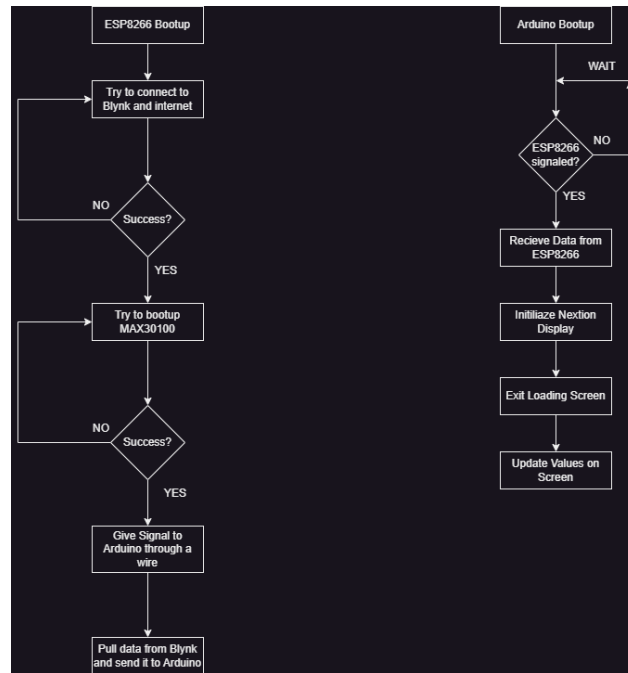 ESP8266 Bootup
Try to connect to
Blynk and internet
NO
Success?
YES
Try to bootup
MAX30100
NO
Success?
YES
Give Signal to
Arduino through a
wire
Pull data from Blynk
and send it to Arduino
Arduino Bootup
WAIT
ESP8266
signaled?
NO
YES
Recieve Data from
ESP8266
Initiliaze Nextion
Display
Exit Loading Screen
Update Values on
Screen